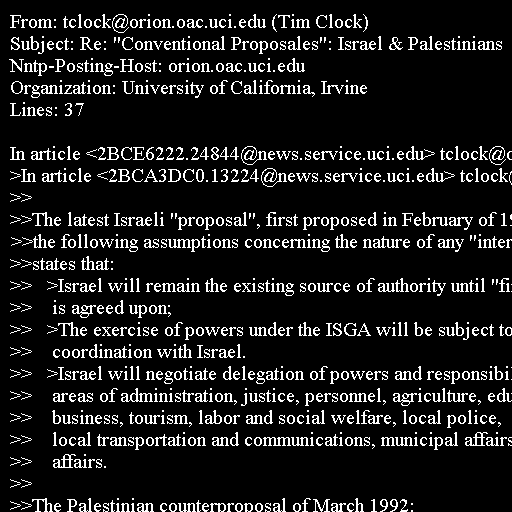 From: tclock@orion.oac.uci.edu (Tim Clock)
Subject: Re: "Conventional Proposales": Israel & Palestinians
Nntp-Posting-Host: orion.oac.uci.edu
Organization: University of California, Irvine
Lines: 37

In article <2BCE6222.24844@news.service.uci.edu> tclock@o
>In article <2BCA3DC0.13224@news.service.uci.edu> tclock@
>>
>>The latest Israeli "proposal", first proposed in February of 19
>>the following assumptions concerning the nature of any "inter
>>states that:
>>   >Israel will remain the existing source of authority until "fi
>>    is agreed upon;
>>   >The exercise of powers under the ISGA will be subject to
>>    coordination with Israel.
>>   >Israel will negotiate delegation of powers and responsibil
>>    areas of administration, justice, personnel, agriculture, edu
>>    business, tourism, labor and social welfare, local police,
>>    local transportation and communications, municipal affairs
>>    affairs.
>>
>>The Palestinian counterproposal of March 1992: